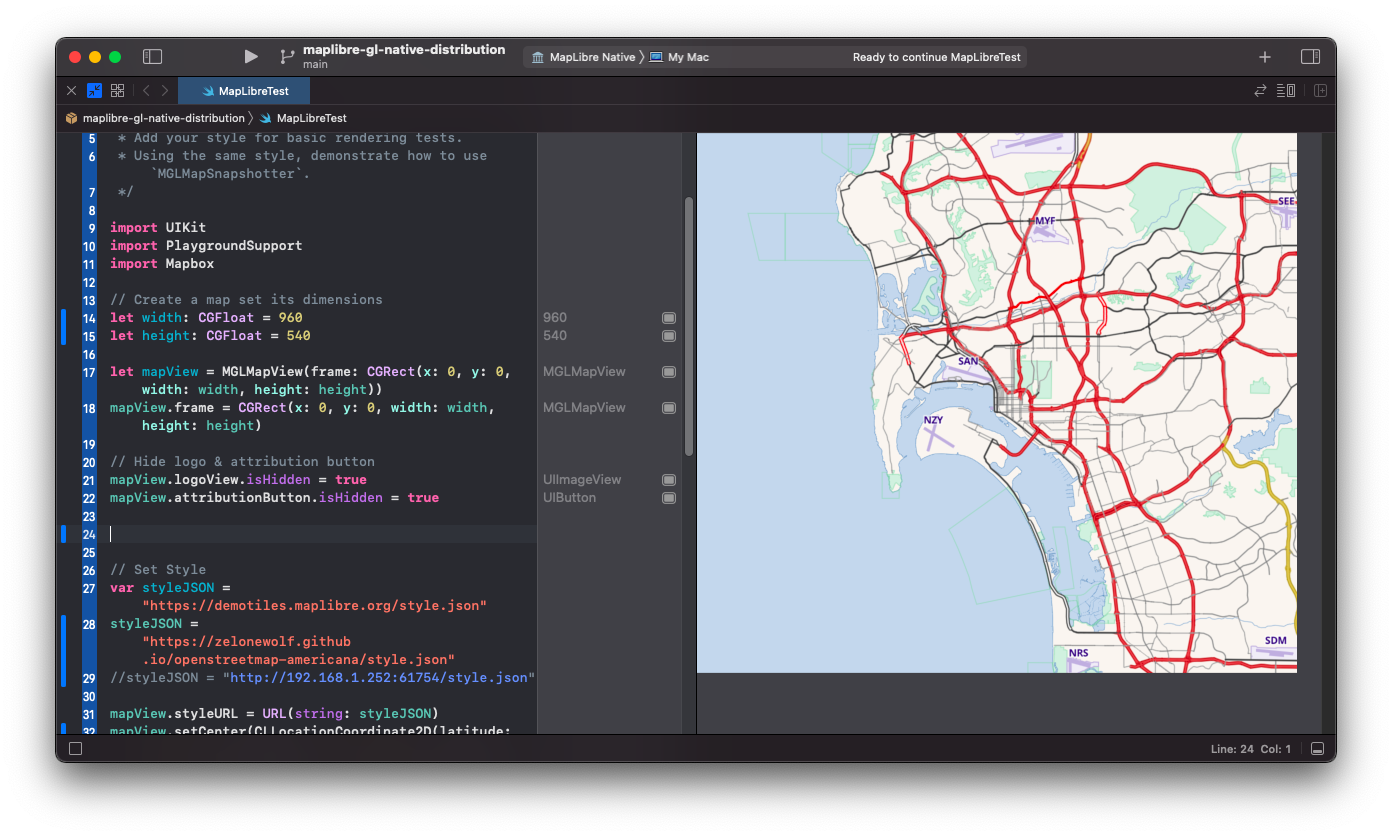 maplibre-gl-native-distribution
main
MapLibre Native 〉 My Mac
Ready to continue MapLibreTest
MapLibreTest
maplibre-gl-native-distribution 〉 MapLibreTest
5 * Add your style for basic rendering tests.
6 * Using the same style, demonstrate how to use
`MGLMapSnapshotter`.
7 */
8
9 import UIKit
10 import PlaygroundSupport
11 import Mapbox
12
13 // Create a map set its dimensions
14 let width: CGFloat = 960 960
15 let height: CGFloat = 540 540
16
17 let mapView = MGLMapView(frame: CGRect(x: 0, y: 0, MGLMapView
width: width, height: height))
18 mapView.frame = CGRect(x: 0, y: 0, width: width, MGLMapView
height: height)
19
20 // Hide logo & attribution button
21 mapView.logoView.isHidden = true UIImageView
22 mapView.attributionButton.isHidden = true UIButton
23
24
25
26 // Set Style
27 var styleJSON =
"https://demotiles.maplibre.org/style.json"
28 styleJSON =
"https://zelonewolf.github
.io/openstreetmap-americana/style.json"
29 //styleJSON = "http://192.168.1.252:61754/style.json"
30
31 mapView.styleURL = URL(string: styleJSON)
32 mapView.setCenter(CLLocationCoordinate2D(latitude:
SEE
MYF
SAN
NZY
SDM
NRS
Line: 24 Col: 1